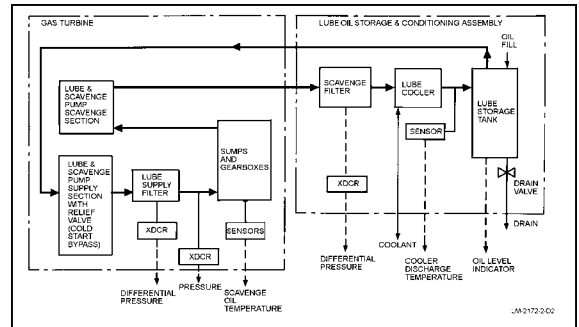 GAS TURBINE
LUBE OIL STORAGE & CONDITIONING ASSEMBLY
OIL
FILL
LUBE &
SCAVENGE
PUMP
SCAVENGE
SECTION
SCAVENGE
FILTER
LUBE
COOLER
LUBE
STORAGE
TANK
SENSOR
SUMPS
AND
GEARBOXES
LUBE &
SCAVENGE
PUMP
SUPPLY
SECTION
WITH
RELIEF
VALVE
(COLD
START
BYPASS)
LUBE
SUPPLY
FILTER
XDCR
DRAIN
VALVE
XDCR
SENSORS
XDCR
COOLANT
DRAIN
DIFFERENTIAL
PRESSURE
COOLER
DISCHARGE
TEMPERATURE
OIL LEVEL
INDICATOR
DIFFERENTIAL
PRESSURE
PRESSURE
SCAVENGE
OIL
TEMPERATURE
LM-2172-2-D2